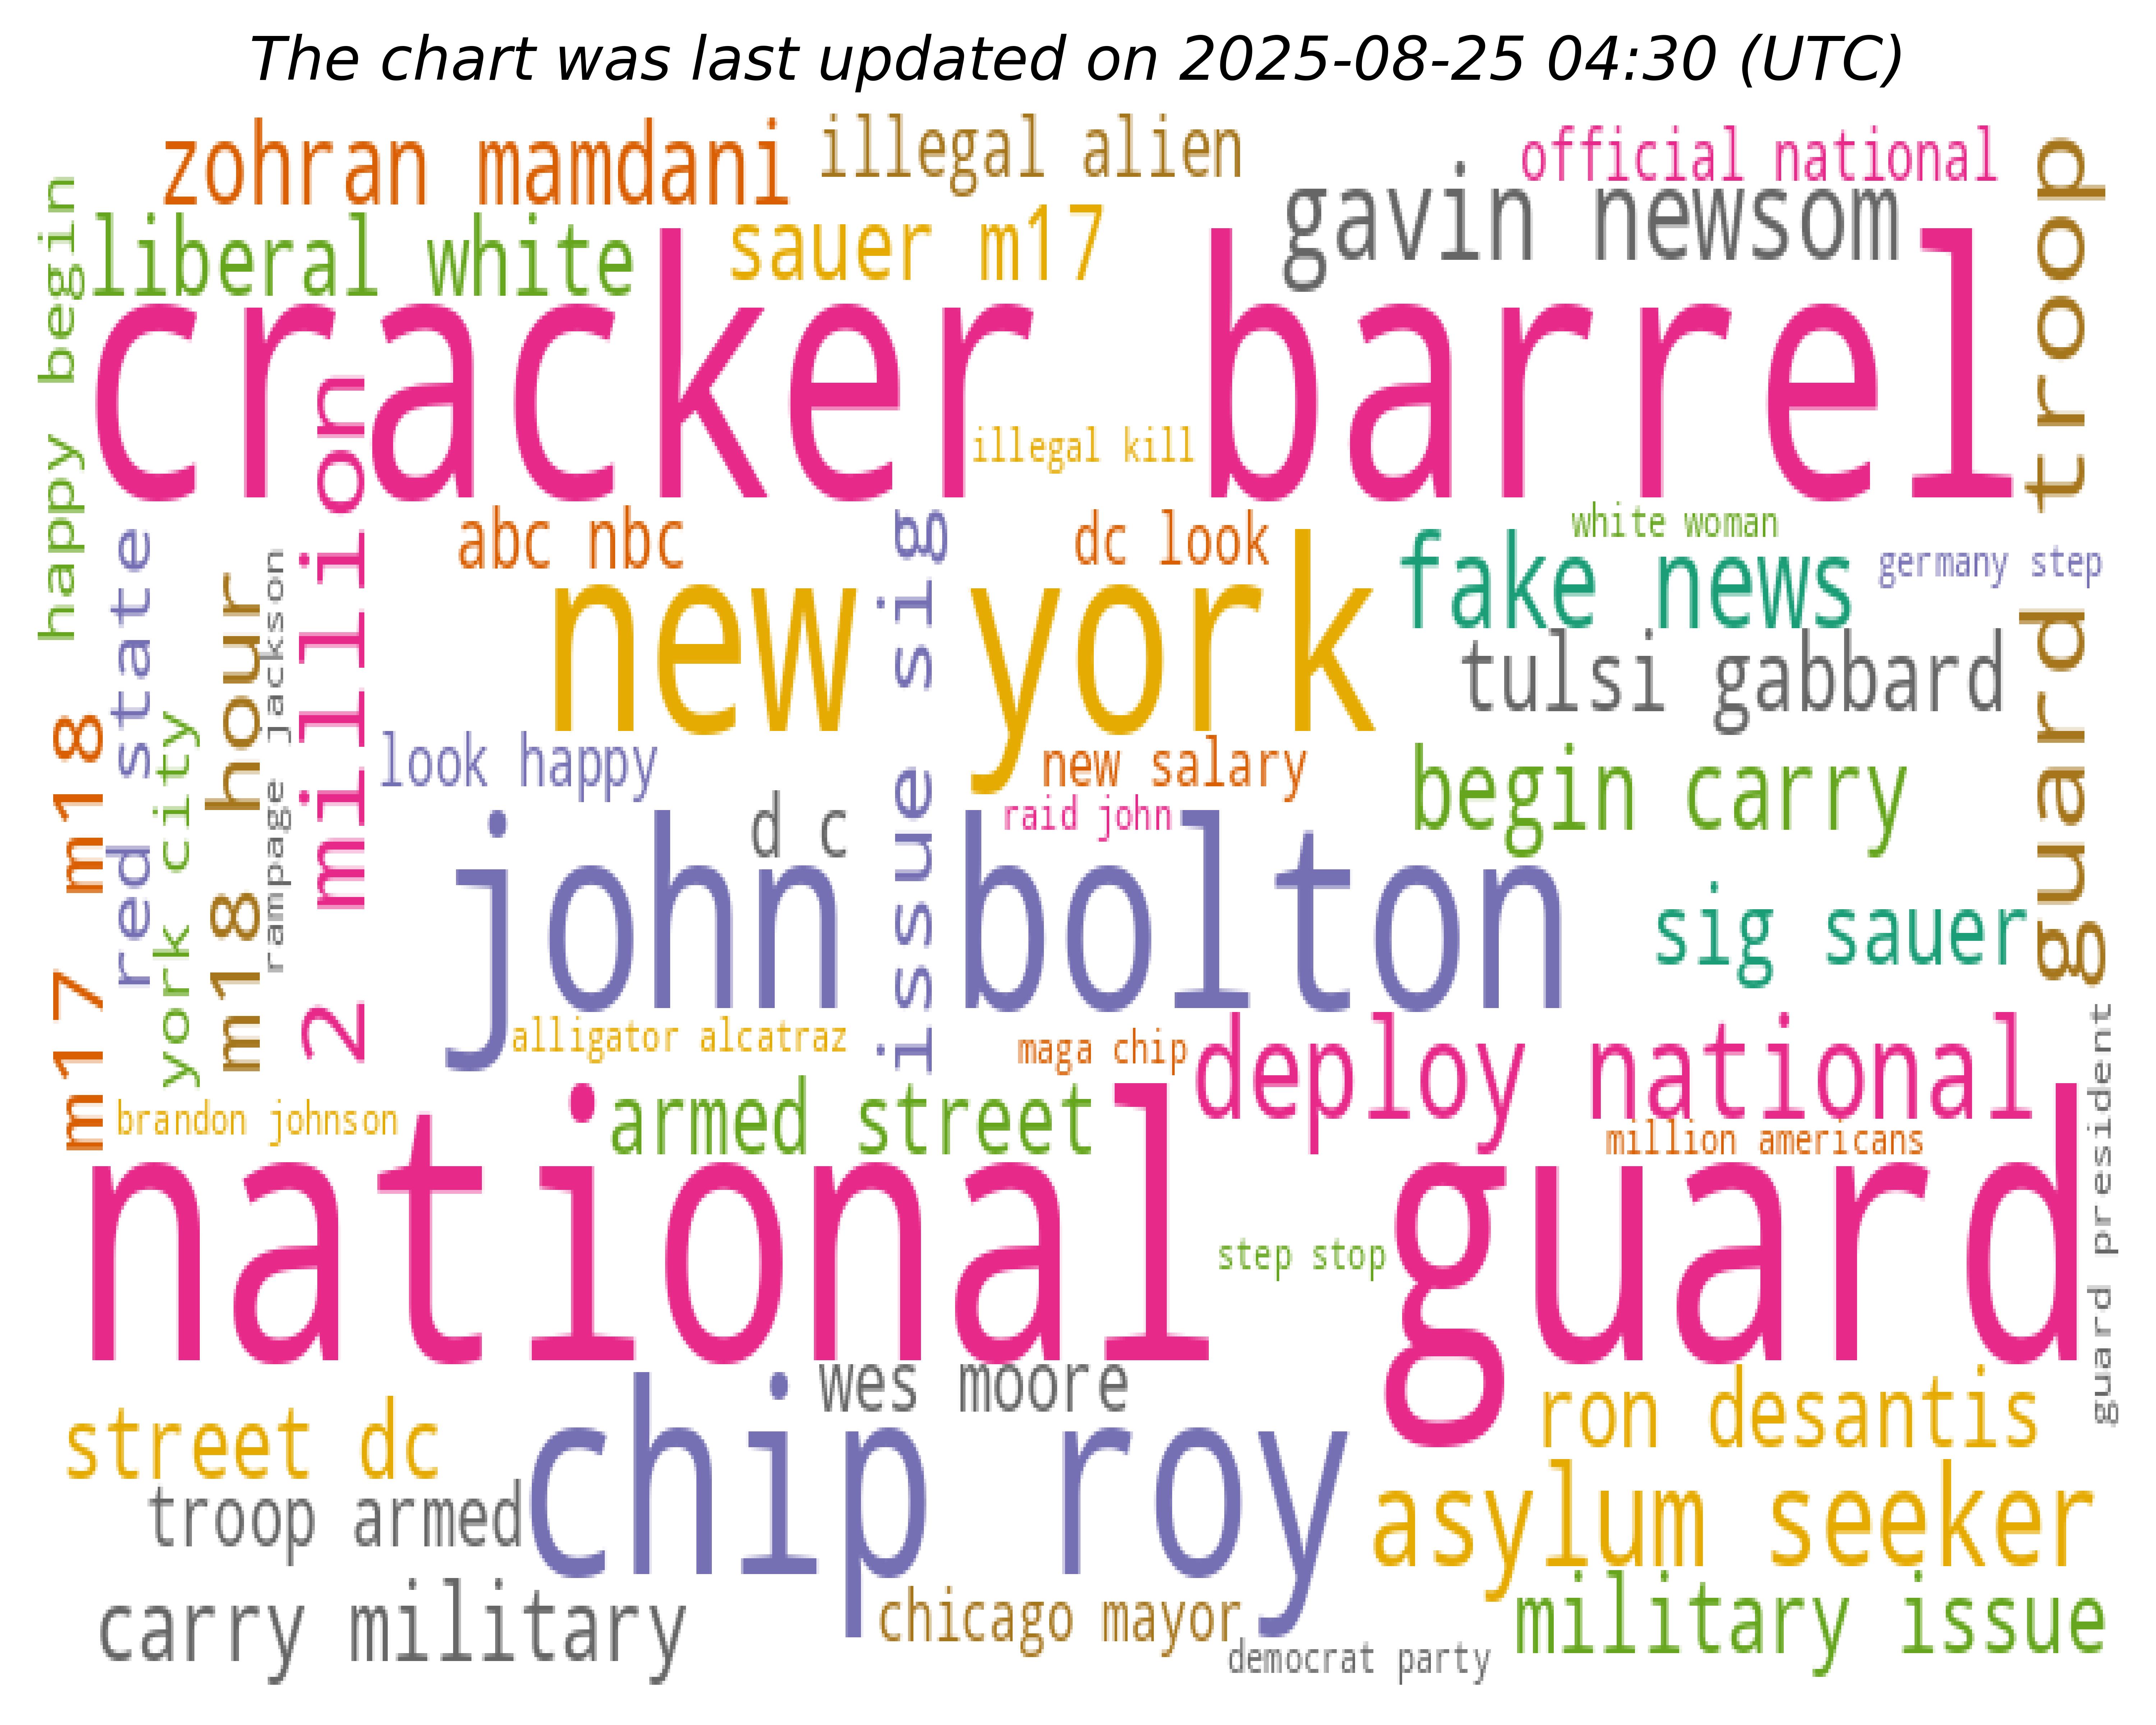 The chart was last updated on 2025-08-25 04:30 (UTC)
zohran mamdani
illegal alien
official national
liberal white
sauer m17
gavin newsom
happy begin
cracker barrel
guard troop
illegal kill
2 million
abc nbc
issue sig
dc look
white woman
fake news
germany step
red state
m18 hour
rampage jackson
new york
tulsi gabbard
m17 m18
york city
look happy
new salary
begin carry
d c
raid john
john bolton
sig sauer
alligator alcatraz
maga chip
deploy national
guard president
brandon johnson
armed street
million americans
national guard
step stop
wes moore
ron desantis
street dc
chip roy
troop armed
asylum seeker
carry military
chicago mayor
military issue
democrat party